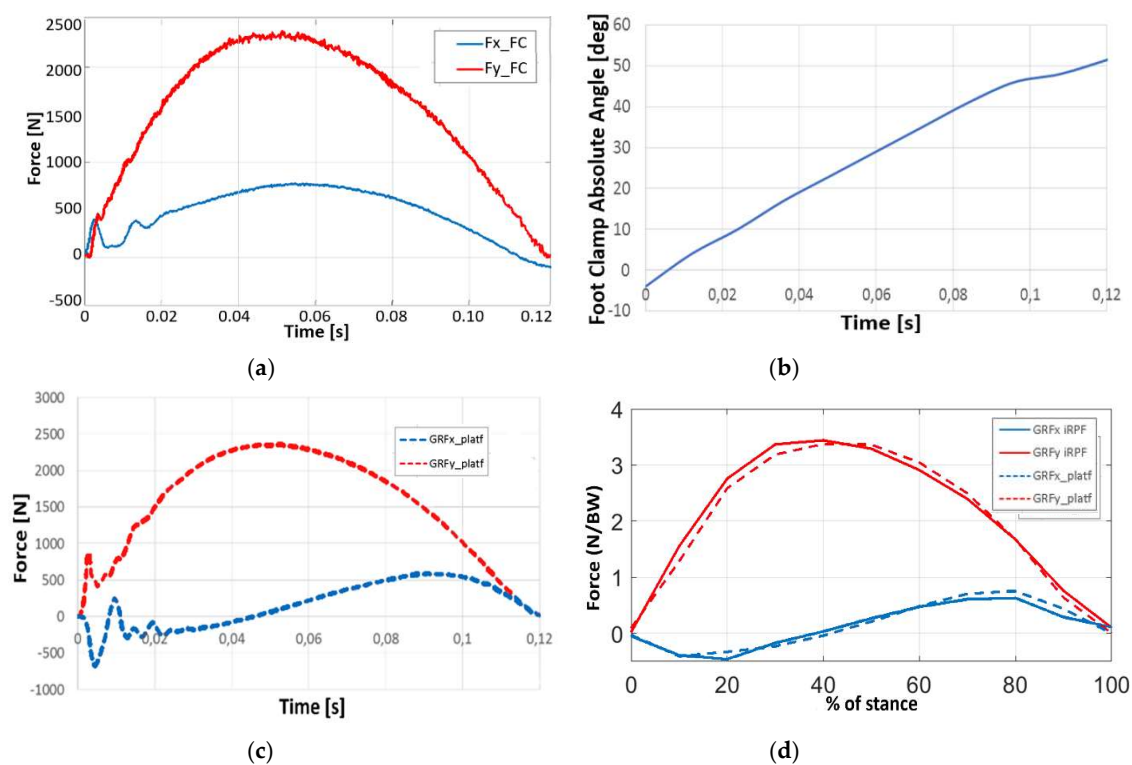 2500
2000
1500
1000
500
0
-500
Force [N]
Fx_FC
Fy_FC
0 0.02 0.04 0.06 0.08 0.10 0.12
Time [s]
(a)
60
50
40
30
20
10
0
-10
Foot Clamp Absolute Angle [deg]
0 0,02 0,04 0,06 0,08 0,1 0,12
Time [s]
(b)
3000
2500
2000
1500
1000
500
0
-500
-1000
Force [N]
GRFx_platf
GRFy_platf
0 0,02 0,04 0,06 0,08 0,1 0,12
Time [s]
(c)
4
3
2
1
0
Force (N/BW)
GRFx iRPF
GRFy iRPF
GRFx_platf
GRFy_platf
0 20 40 60 80 100
% of stance
(d)